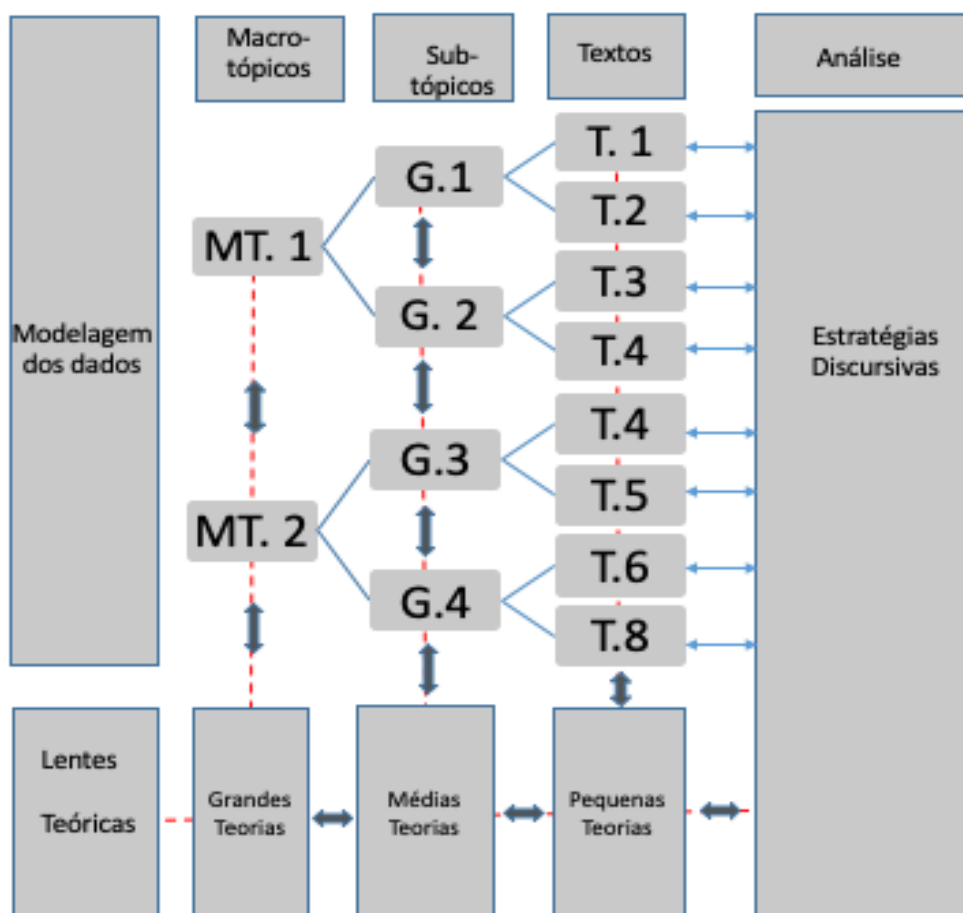 Macro-
tópicos
Sub-
tópicos
Textos
Análise
Modelagem
dos dados
MT. 1
MT. 2
G.1
G. 2
G.3
G.4
T. 1
T.2
T.3
T.4
T.4
T.5
T.6
T.8
Estratégias
Discursivas
Lentes
Teóricas
Grandes
Teorias
Médias
Teorias
Pequenas
Teorias